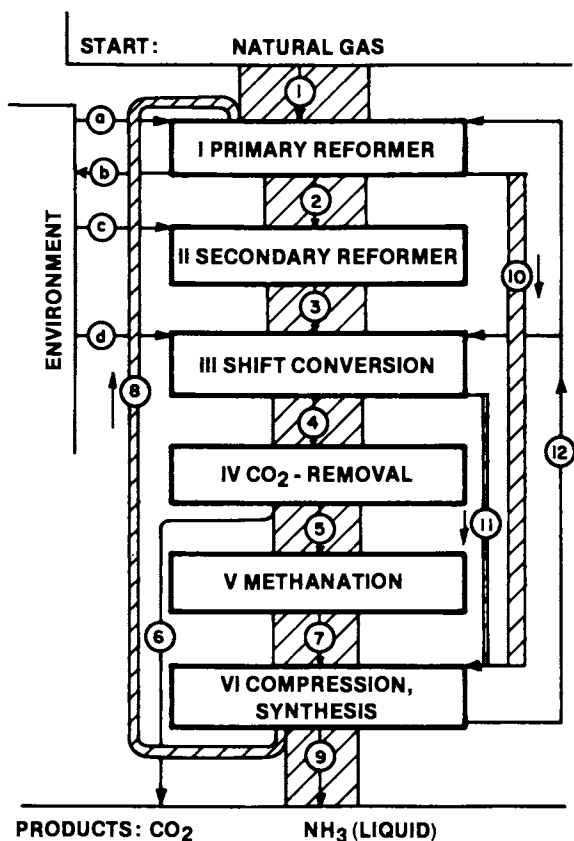 START: NATURAL GAS
1
a
I PRIMARY REFORMER
b
2
c
II SECONDARY REFORMER
10
3
ENVIRONMENT
d
III SHIFT CONVERSION
8
4
12
IV CO₂ - REMOVAL
5
11
V METHANATION
6
7
VI COMPRESSION,
SYNTHESIS
9
PRODUCTS: CO₂ NH₃ (LIQUID)